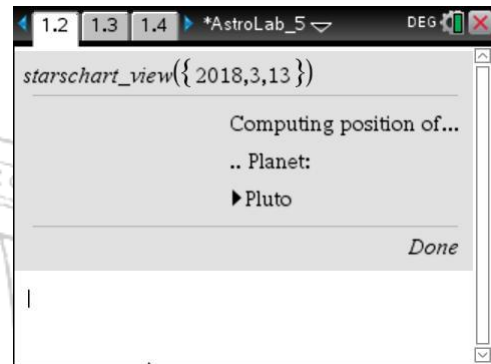 1.2 1.3 1.4 *AstroLab_5 DEG
starschart_view({2018,3,13})
Computing position of...
.. Planet:
▶Pluto
Done